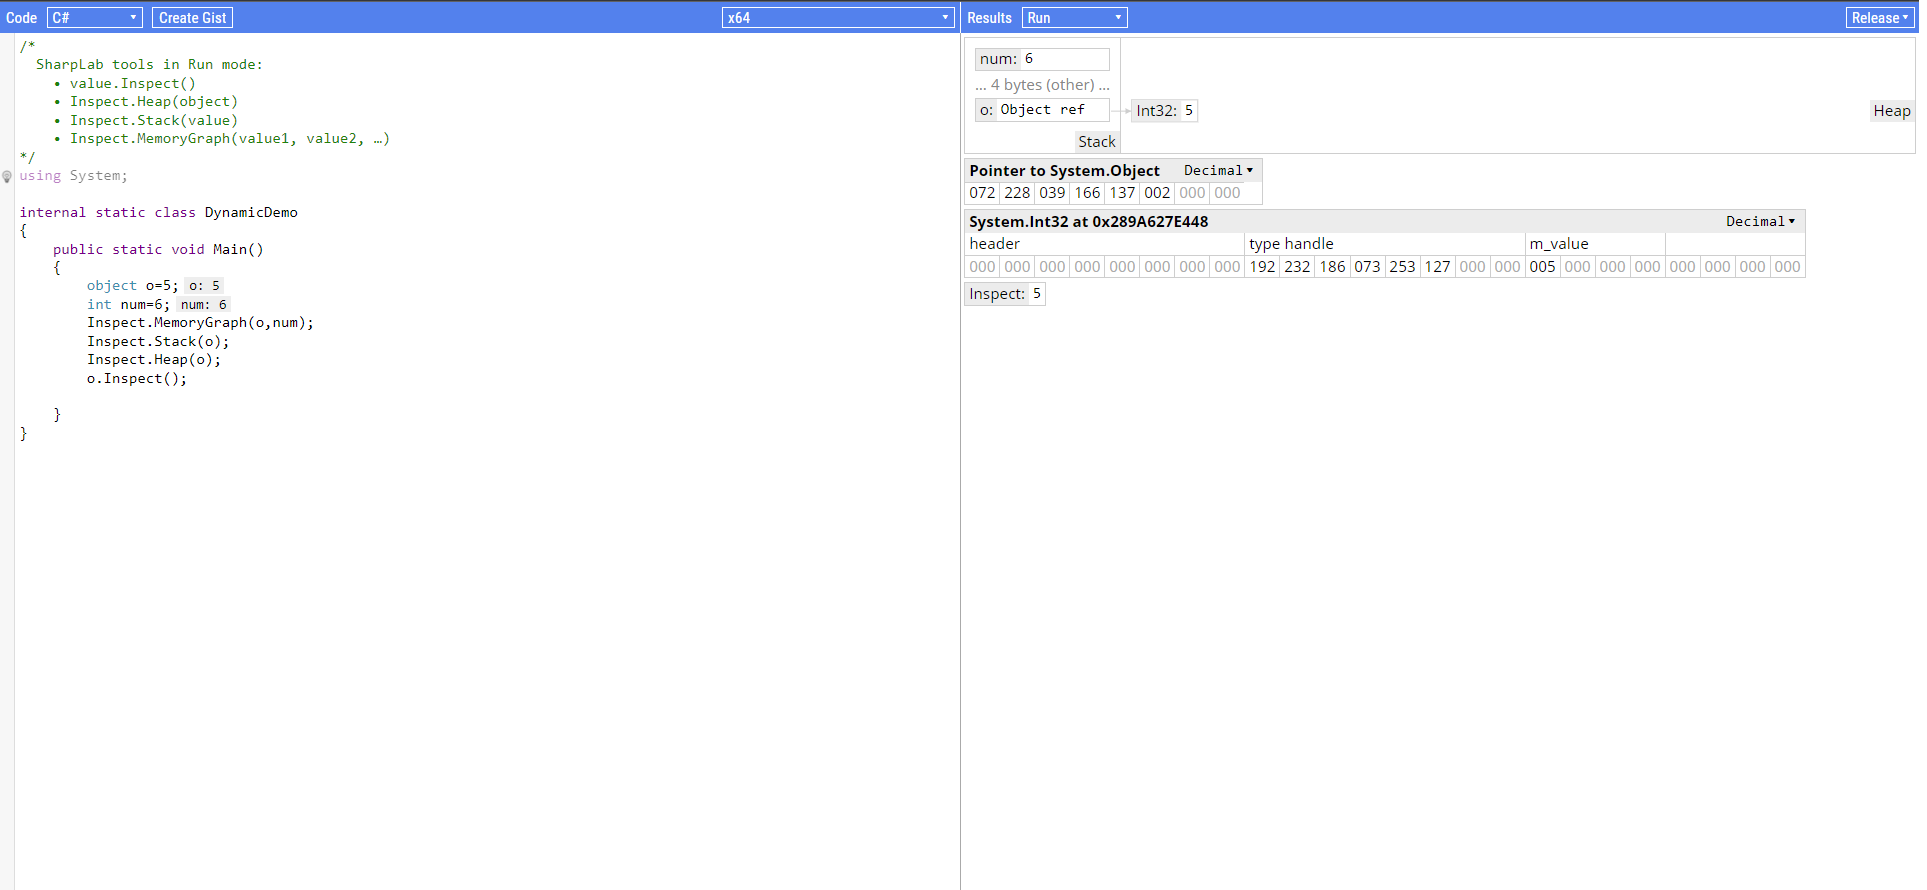 Code C# Create Gist x64 Results Run Release
/*
  SharpLab tools in Run mode:
    • value.Inspect()
    • Inspect.Heap(object)
    • Inspect.Stack(value)
    • Inspect.MemoryGraph(value1, value2, …)
*/
using System;

internal static class DynamicDemo
{
    public static void Main()
    {
        object o=5; o: 5
        int num=6; num: 6
        Inspect.MemoryGraph(o,num);
        Inspect.Stack(o);
        Inspect.Heap(o);
        o.Inspect();

    }
}
num: 6
... 4 bytes (other) ...
o: Object ref Int32: 5 Heap
Stack
Pointer to System.Object Decimal
072 228 039 166 137 002 000 000
System.Int32 at 0x289A627E448 Decimal
header type handle m_value
000 000 000 000 000 000 000 000 192 232 186 073 253 127 000 000 005 000 000 000 000 000 000 000
Inspect: 5